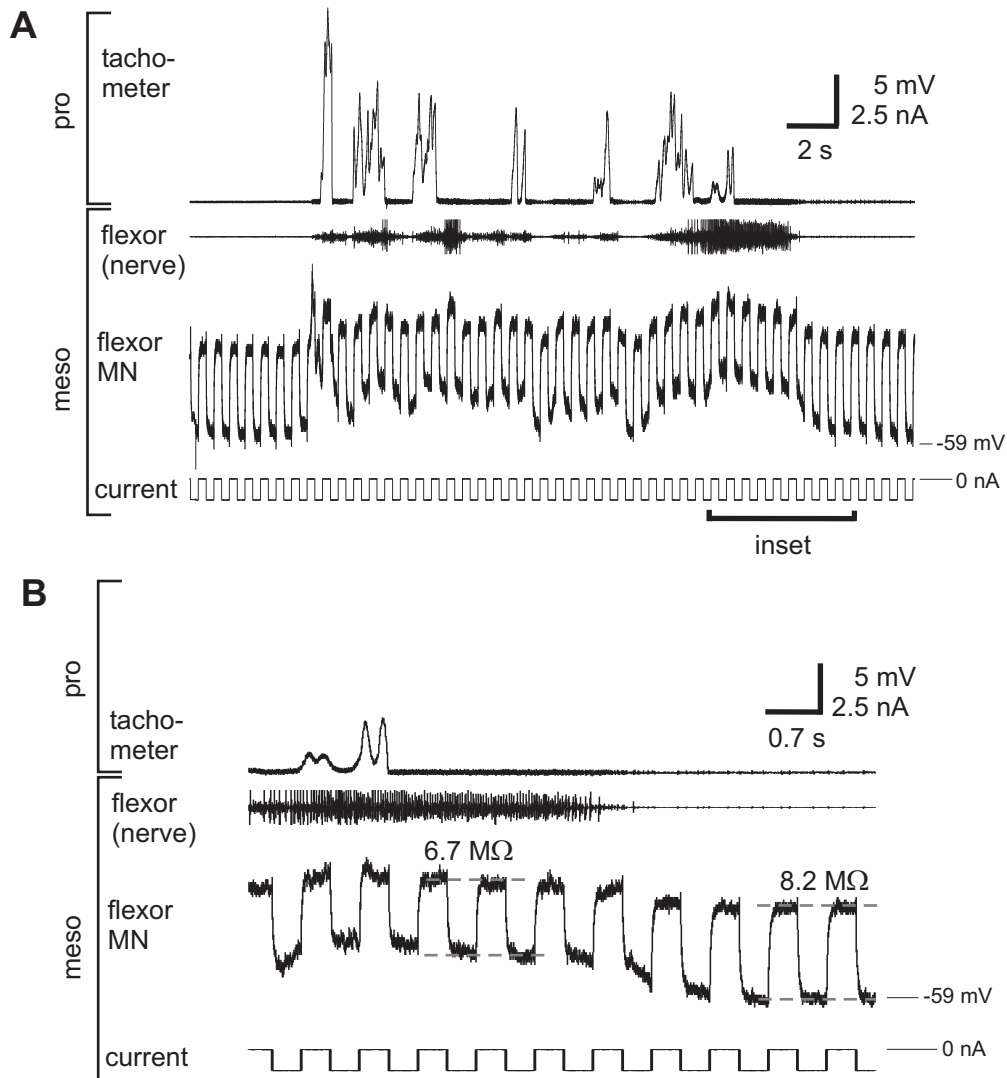 A
pro
tacho-
meter
5 mV
2.5 nA
2 s
meso
flexor
(nerve)
flexor
MN
-59 mV
current
0 nA
inset
B
pro
5 mV
2.5 nA
0.7 s
tacho-
meter
meso
flexor
(nerve)
6.7 MΩ
8.2 MΩ
flexor
MN
-59 mV
current
0 nA